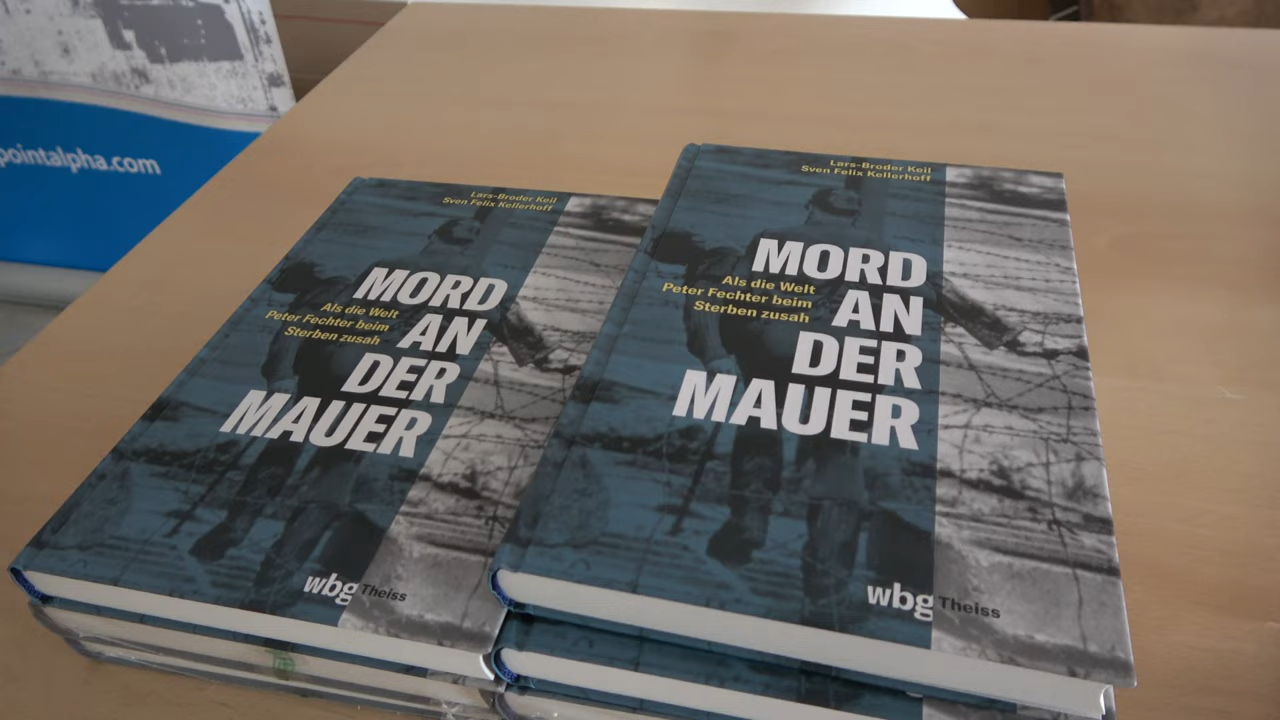 pointalpha.com
Lars-Broder Keil
Sven Felix Kellerhoff
MORD
AN
DER
MAUER
Als die Welt
Peter Fechter beim
Sterben zusah
wbg Theiss
Lars-Broder Keil
Sven Felix Kellerhoff
MORD
AN
DER
MAUER
Als die Welt
Peter Fechter beim
Sterben zusah
wbg Theiss